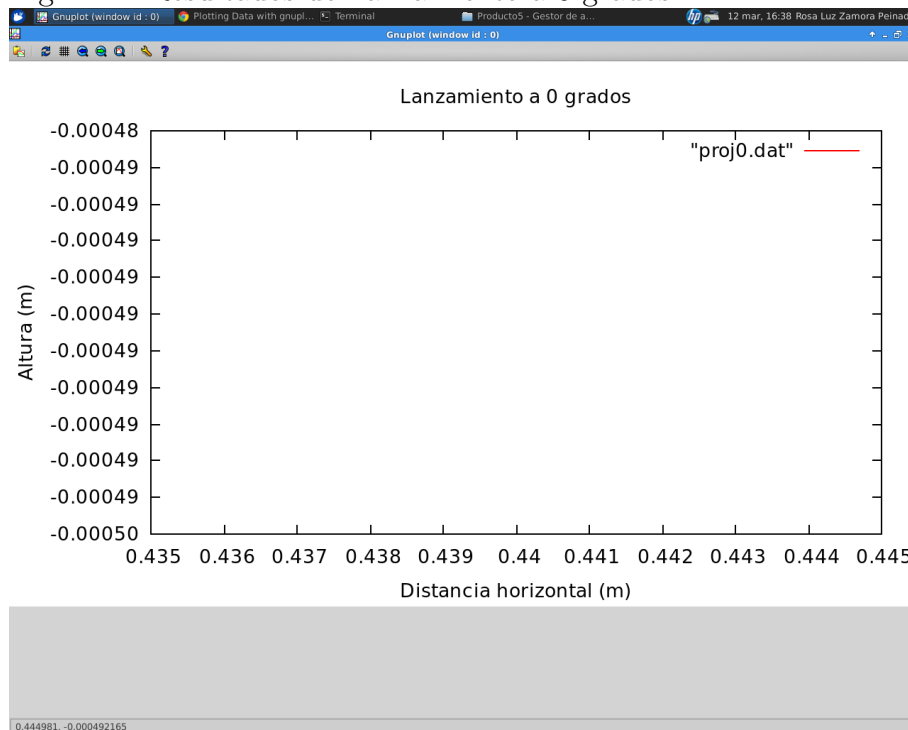 Gnuplot (window id : 0) Plotting Data with gnupl... Terminal Producto5 - Gestor de a... hp 12 mar, 16:38 Rosa Luz Zamora Peinad
Gnuplot (window id : 0)
Lanzamiento a 0 grados
"proj0.dat"
-0.00048
-0.00049
-0.00049
-0.00049
-0.00049
-0.00049
-0.00049
-0.00049
-0.00049
-0.00049
-0.00049
-0.00050
Altura (m)
0.435 0.436 0.437 0.438 0.439 0.44 0.441 0.442 0.443 0.444 0.445
Distancia horizontal (m)
0.444981, -0.000492165